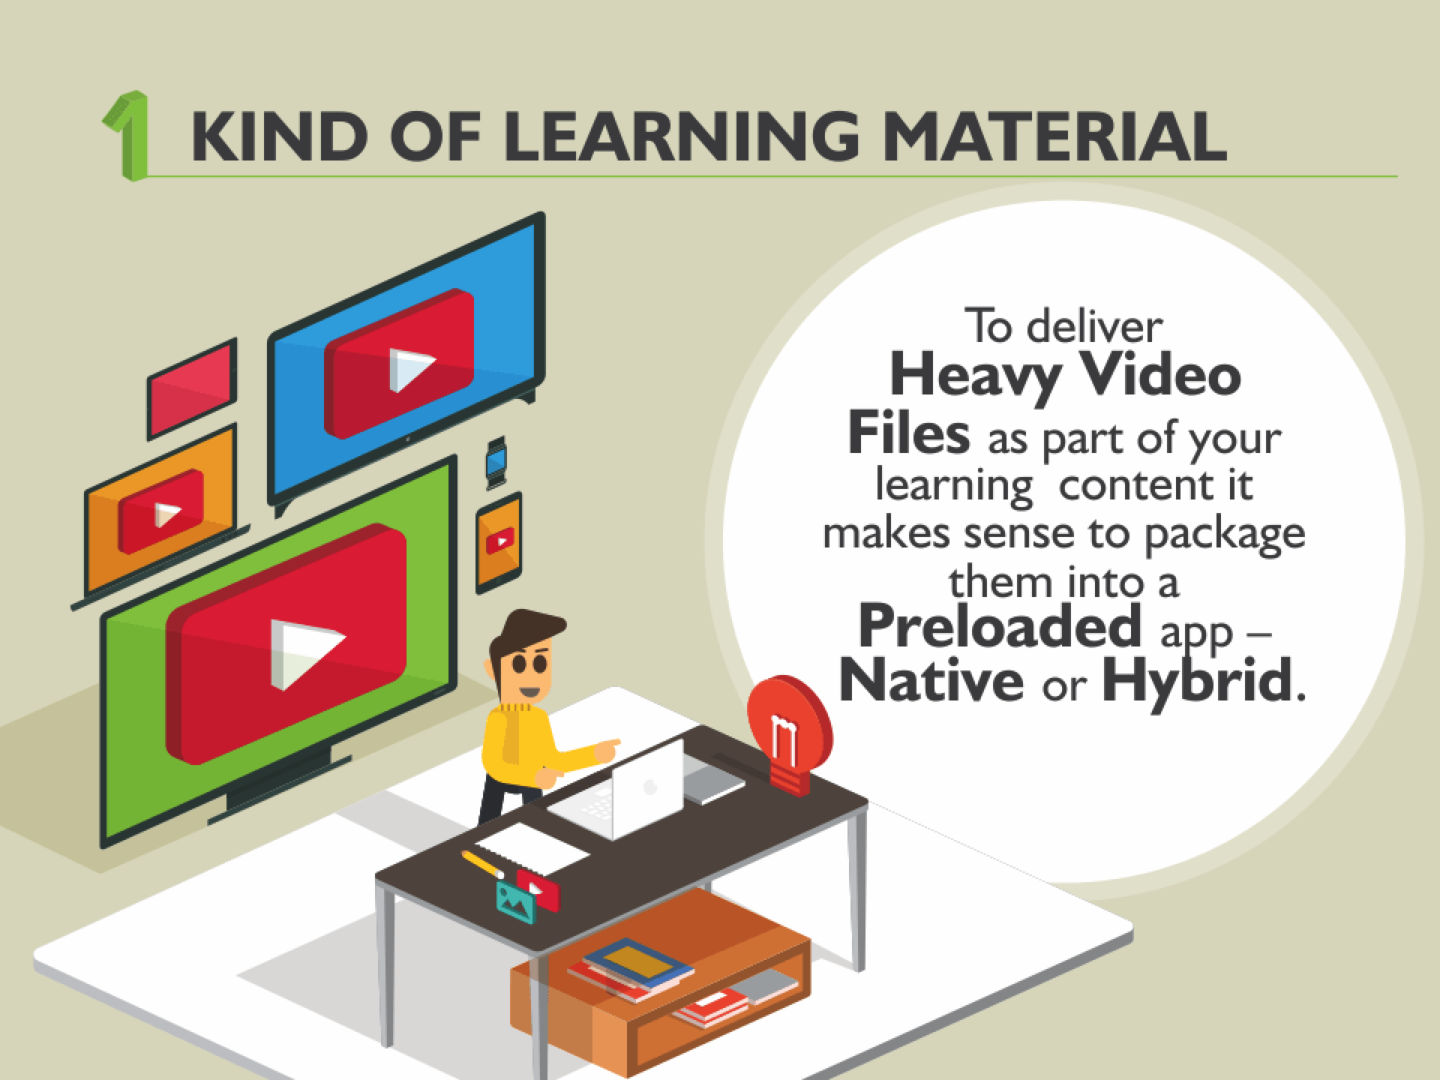 1 KIND OF LEARNING MATERIAL
To deliver
Heavy Video
Files as part of your
learning content it
makes sense to package
them into a
Preloaded app –
Native or Hybrid.